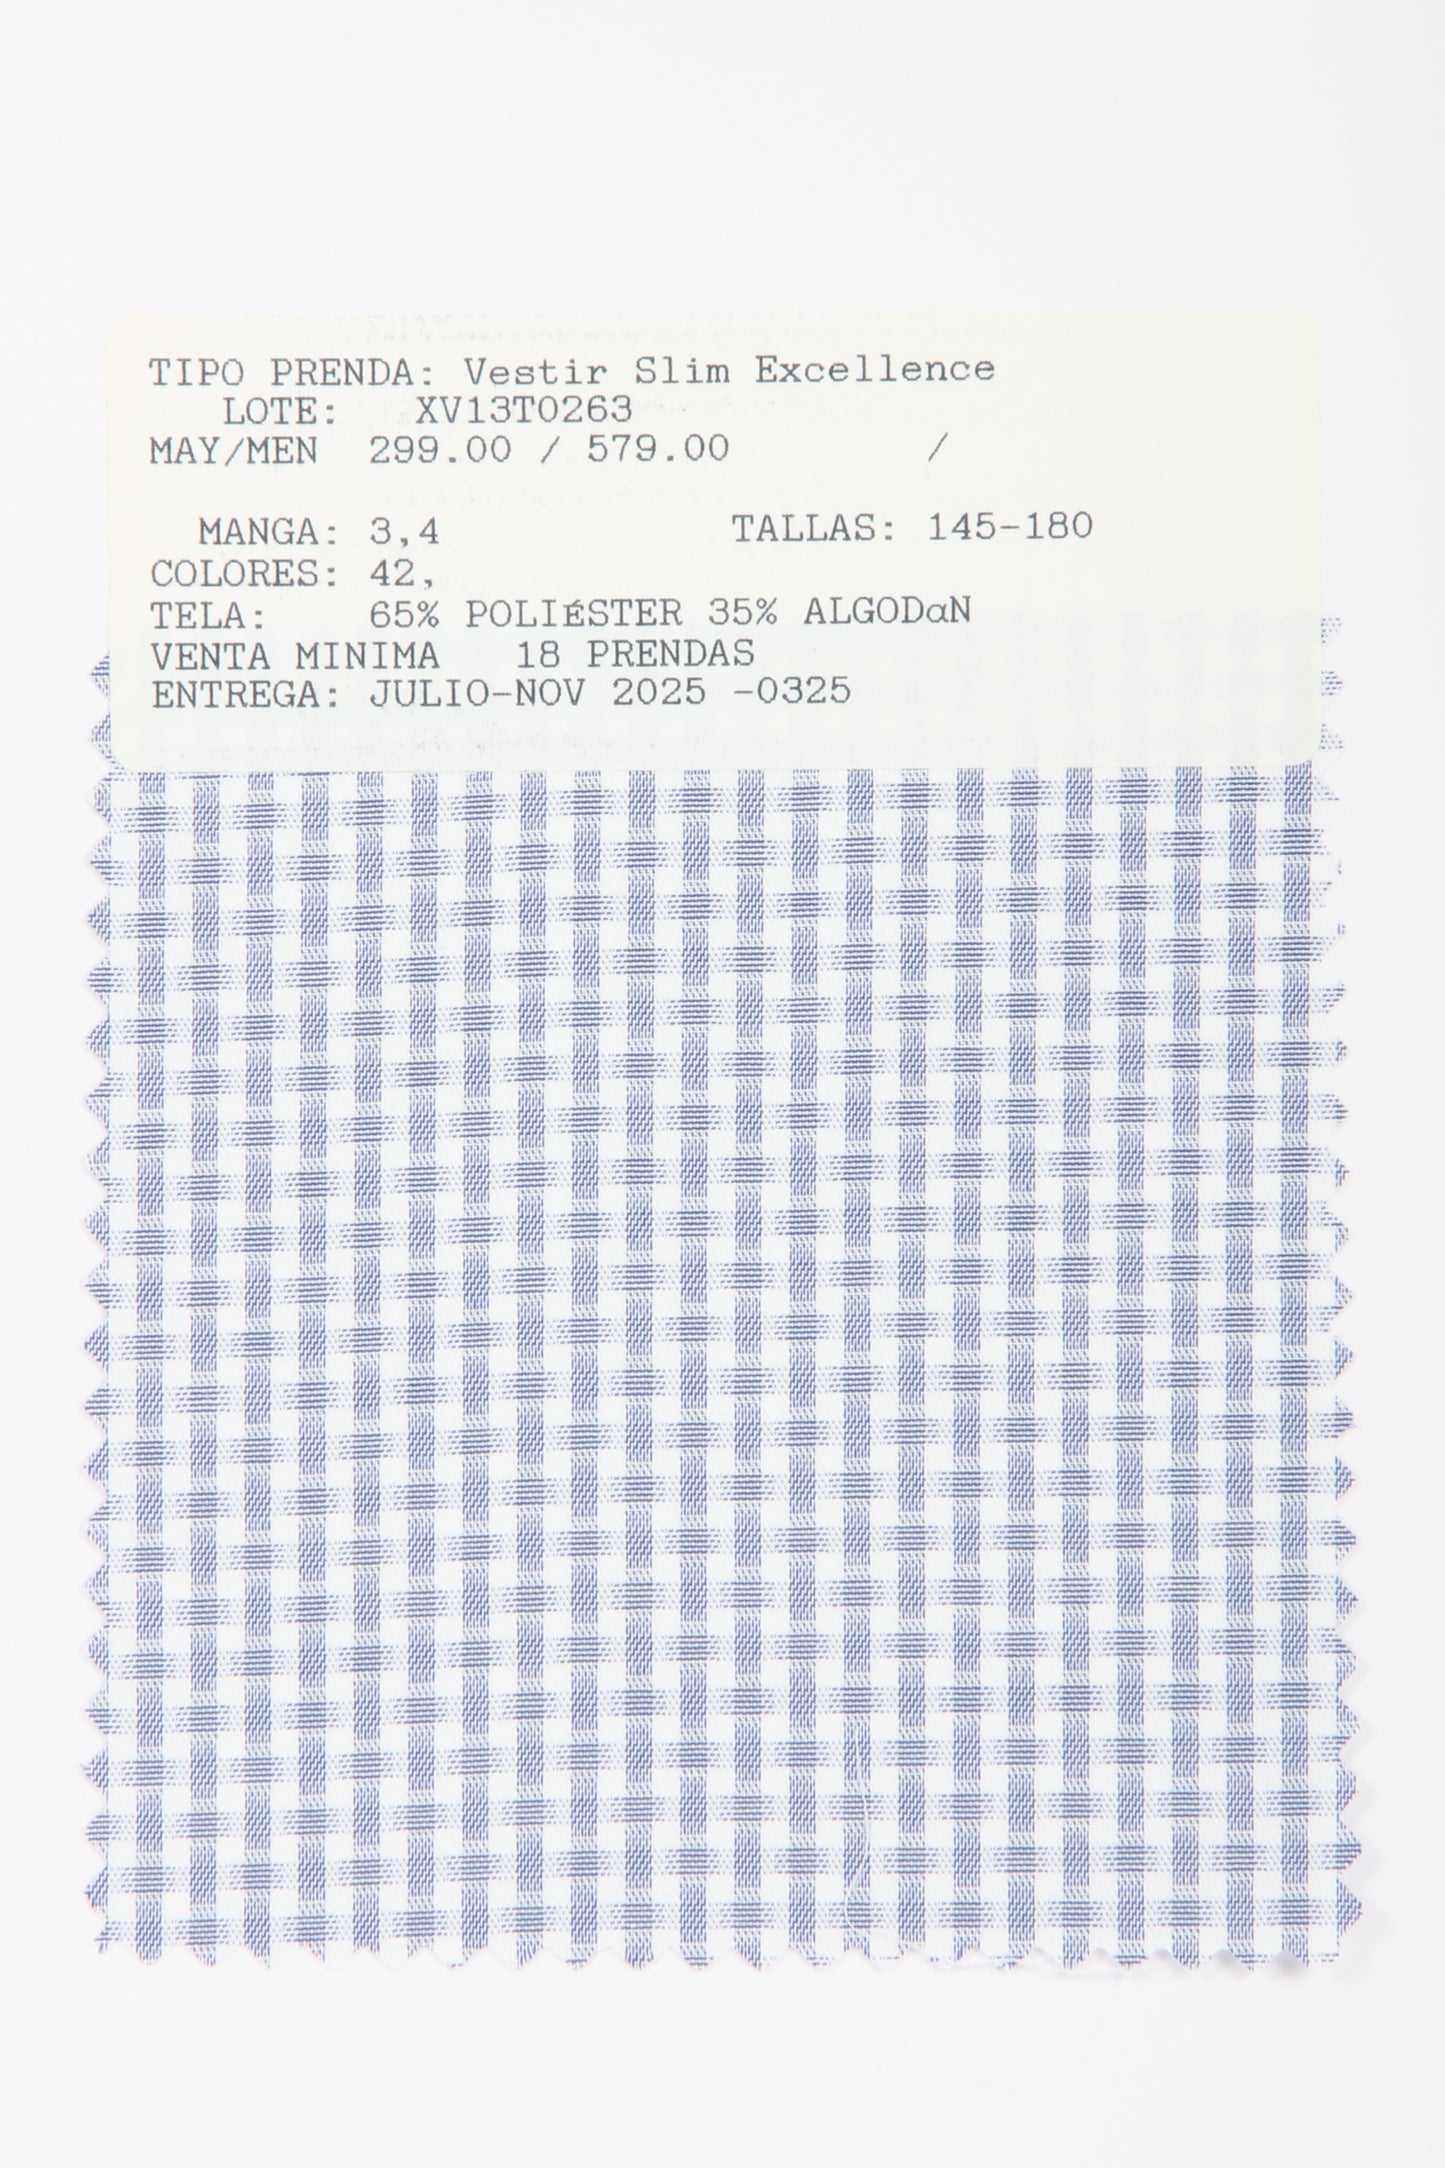 TIPO PRENDA: Vestir Slim Excellence
LOTE: XV13T0263
MAY/MEN 299.00 / 579.00 /
MANGA: 3,4 TALLAS: 145-180
COLORES: 42,
TELA: 65% POLIÉSTER 35% ALGODαN
VENTA MINIMA 18 PRENDAS
ENTREGA: JULIO-NOV 2025 -0325